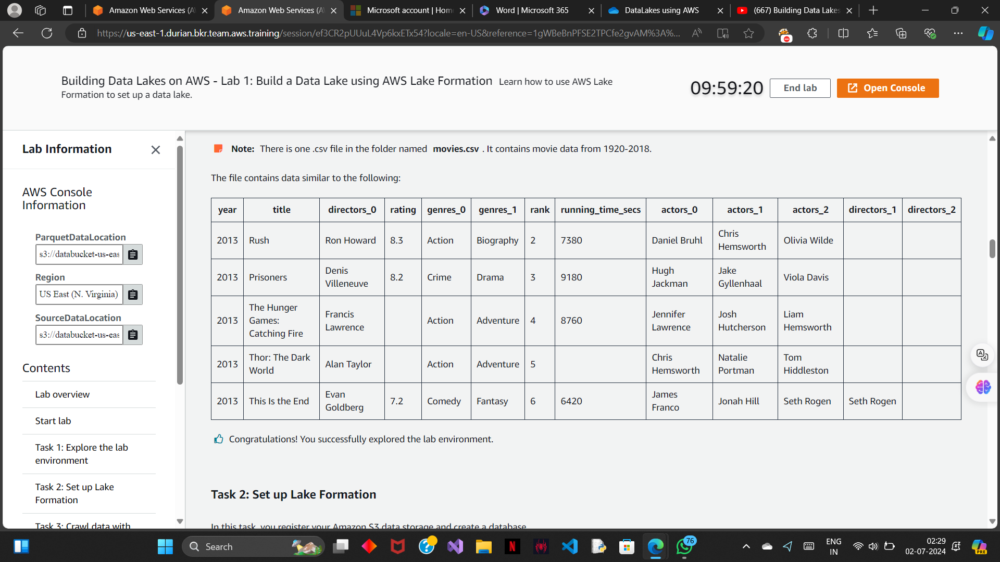 Amazon Web Services (A
Amazon Web Services (A
Microsoft account | Hom
Word | Microsoft 365
DataLakes using AWS
(667) Building Data Lakes
https://us-east-1.durian.bkr.team.aws.training/session/ef3CR2pUUuL4Vp6kxETx54?locale=en-US&reference=1gWBeBnPFSE2TPCfe2gvAM%3A%...
Building Data Lakes on AWS - Lab 1: Build a Data Lake using AWS Lake Formation Learn how to use AWS Lake
Formation to set up a data lake.
09:59:20
End lab
Open Console
Lab Information
AWS Console
Information
ParquetDataLocation
s3://databucket-us-eas
Region
US East (N. Virginia)
SourceDataLocation
s3://databucket-us-eas
Contents
Lab overview
Start lab
Task 1: Explore the lab
environment
Task 2: Set up Lake
Formation
Task 3: Crawl data with
Note: There is one .csv file in the folder named movies.csv . It contains movie data from 1920-2018.
The file contains data similar to the following:
year title directors_0 rating genres_0 genres_1 rank running_time_secs actors_0 actors_1 actors_2 directors_1 directors_2
2013 Rush Ron Howard 8.3 Action Biography 2 7380 Daniel Bruhl Chris Hemsworth Olivia Wilde
2013 Prisoners Denis Villeneuve 8.2 Crime Drama 3 9180 Hugh Jackman Jake Gyllenhaal Viola Davis
2013 The Hunger Games: Catching Fire Francis Lawrence Action Adventure 4 8760 Jennifer Lawrence Josh Hutcherson Liam Hemsworth
2013 Thor: The Dark World Alan Taylor Action Adventure 5 Chris Hemsworth Natalie Portman Tom Hiddleston
2013 This Is the End Evan Goldberg 7.2 Comedy Fantasy 6 6420 James Franco Jonah Hill Seth Rogen Seth Rogen
Congratulations! You successfully explored the lab environment.
Task 2: Set up Lake Formation
In this task, you register your Amazon S3 data storage and create a database.
Search
76
ENG
IN
02:29
02-07-2024
PRE